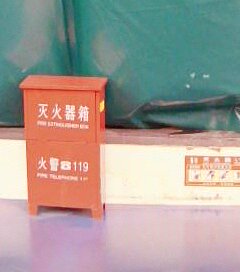 灭火器箱
FIRE EXTINGUISHER BOX
火警 119
FIRE TELEPHONE 119